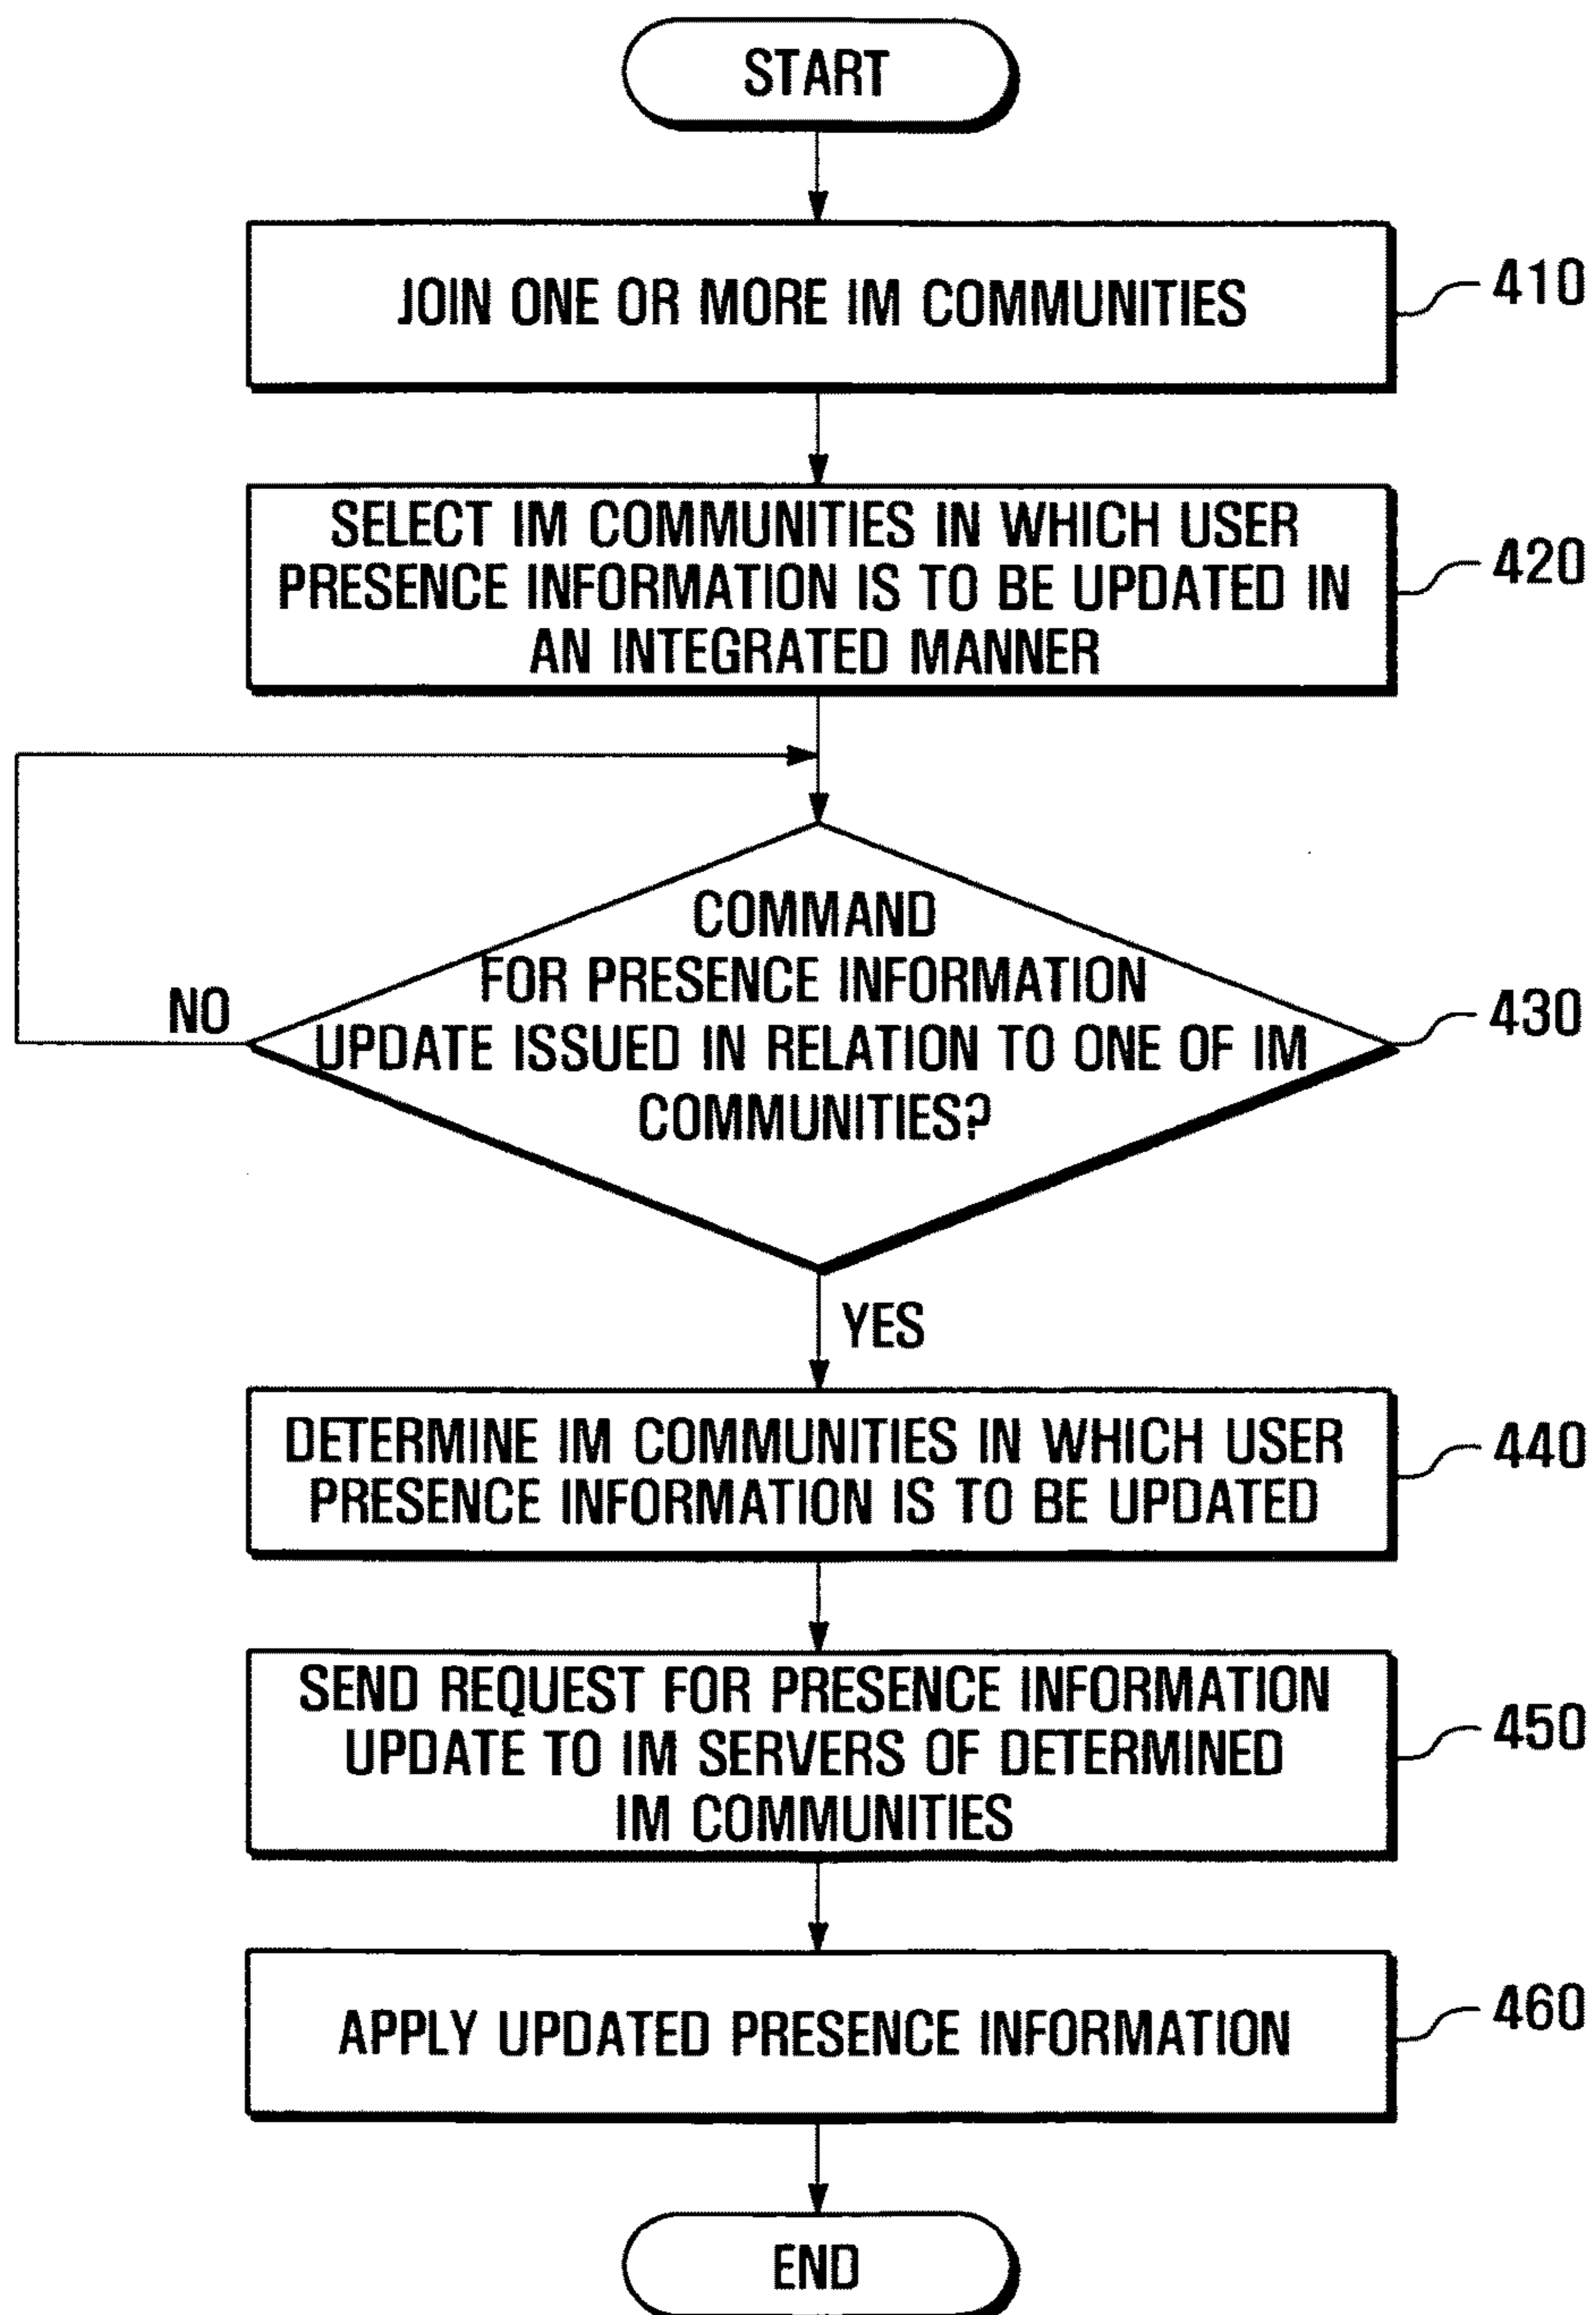 START
JOIN ONE OR MORE IM COMMUNITIES
410
SELECT IM COMMUNITIES IN WHICH USER
PRESENCE INFORMATION IS TO BE UPDATED IN
AN INTEGRATED MANNER
420
COMMAND
FOR PRESENCE INFORMATION
UPDATE ISSUED IN RELATION TO ONE OF IM
COMMUNITIES?
430
NO
YES
DETERMINE IM COMMUNITIES IN WHICH USER
PRESENCE INFORMATION IS TO BE UPDATED
440
SEND REQUEST FOR PRESENCE INFORMATION
UPDATE TO IM SERVERS OF DETERMINED
IM COMMUNITIES
450
APPLY UPDATED PRESENCE INFORMATION
460
END